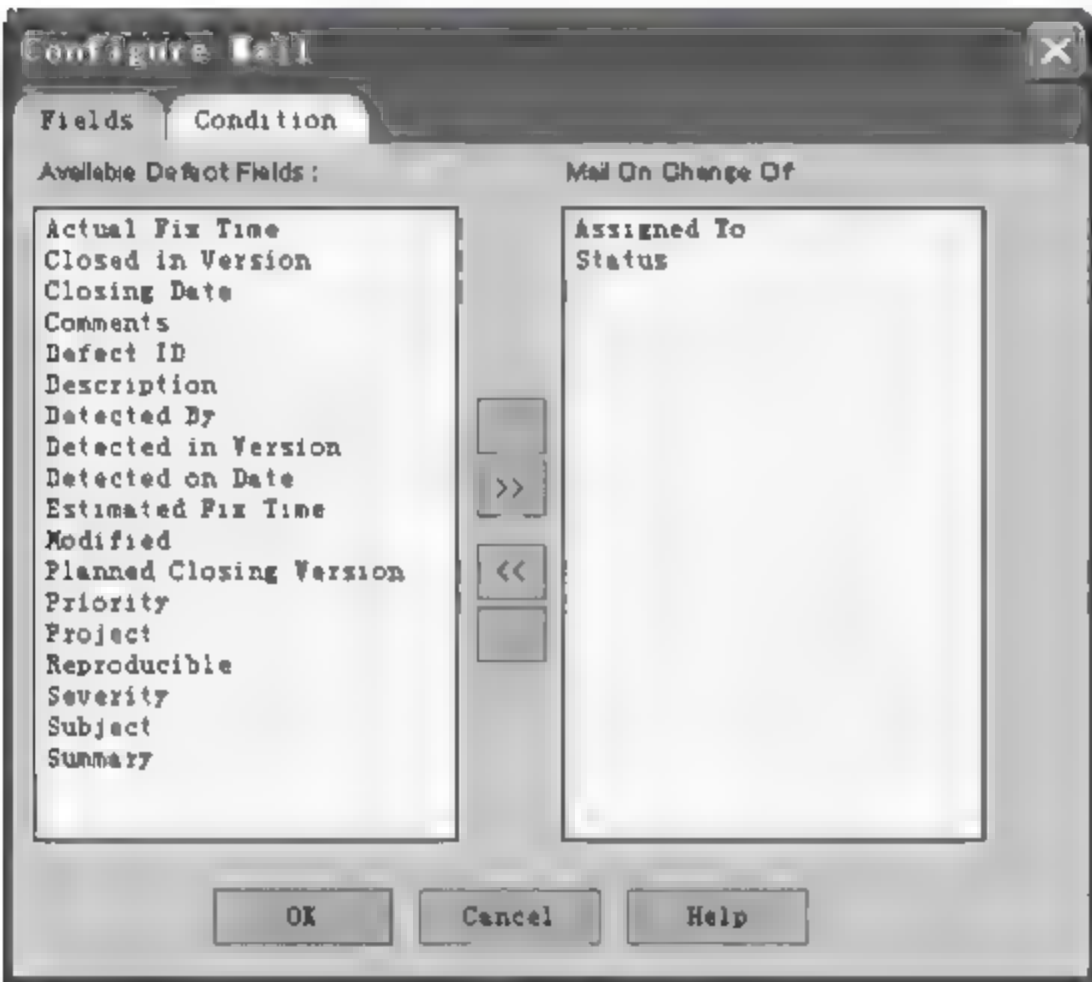 Configure Mail
Fields Condition
Available Defect Fields :
Actual Fix Time
Closed in Version
Closing Date
Comments
Defect ID
Description
Detected By
Detected in Version
Detected on Date
Estimated Fix Time
Modified
Planned Closing Version
Priority
Project
Reproducible
Severity
Subject
Summary
>>
<<
Mail On Change Of
Assigned To
Status
OK Cancel Help